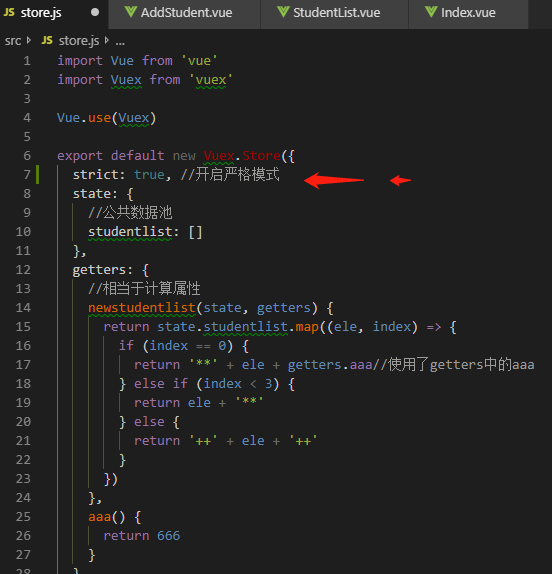 JS store.js ● AddStudent.vue StudentList.vue Index.vue
src > JS store.js > ...
1 import Vue from 'vue'
2 import Vuex from 'vuex'
3
4 Vue.use(Vuex)
5
6 export default new Vuex.Store({
7 strict: true, //开启严格模式
8 state: {
9 //公共数据池
10 studentlist: []
11 },
12 getters: {
13 //相当于计算属性
14 newstudentlist(state, getters) {
15 return state.studentlist.map((ele, index) => {
16 if (index == 0) {
17 return '**' + ele + getters.aaa//使用了getters中的aaa
18 } else if (index < 3) {
19 return ele + '**'
20 } else {
21 return '++' + ele + '++'
22 }
23 })
24 },
25 aaa() {
26 return 666
27 }
28 }